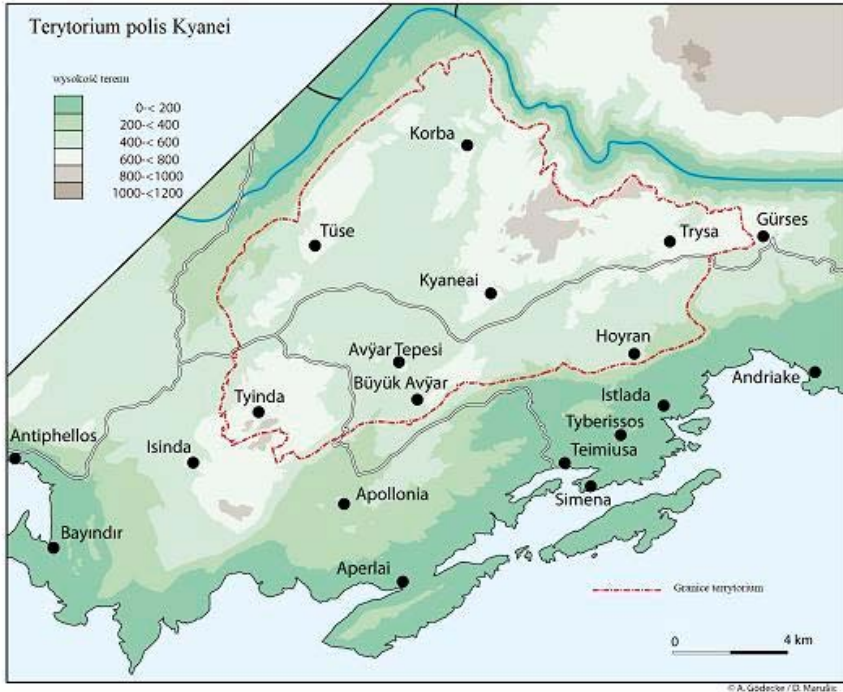 Terytorium polis Kyanei
wysokość terenu
0-< 200
200-< 400
400-< 600
600-< 800
800-<1000
1000-<1200
Korba
Tüse
Trysa
Gürses
Kyaneai
Avÿar Tepesi
Hoyran
Büyük Avÿar
Andriake
Tyinda
Istlada
Antiphellos
Tyberissos
Isinda
Teimiusa
Simena
Apollonia
Bayındır
Aperlai
Granice terrytorium
0 4 km
© A. Gödecke / D. Marušic